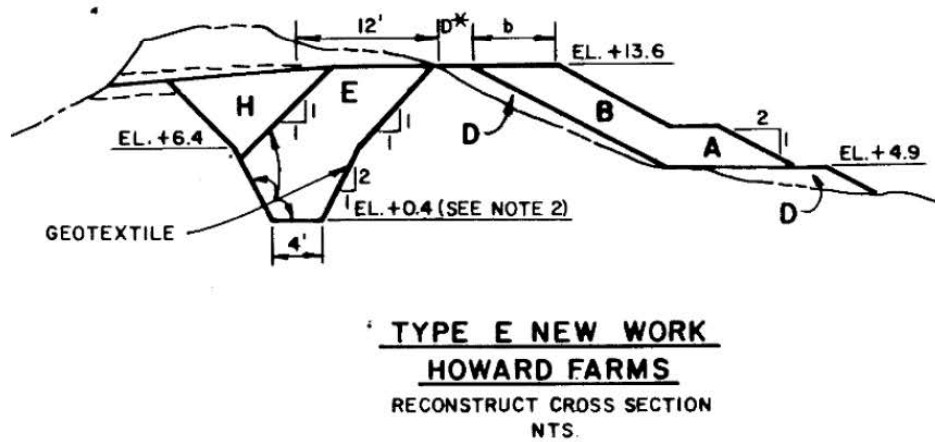 12' D* b
EL. +13.6
H E B
1 1 D 2
EL. +6.4 1 1 A 1
EL. +4.9
2
1 EL. +0.4 (SEE NOTE 2) D
GEOTEXTILE
4'
TYPE E NEW WORK
HOWARD FARMS
RECONSTRUCT CROSS SECTION
NTS.